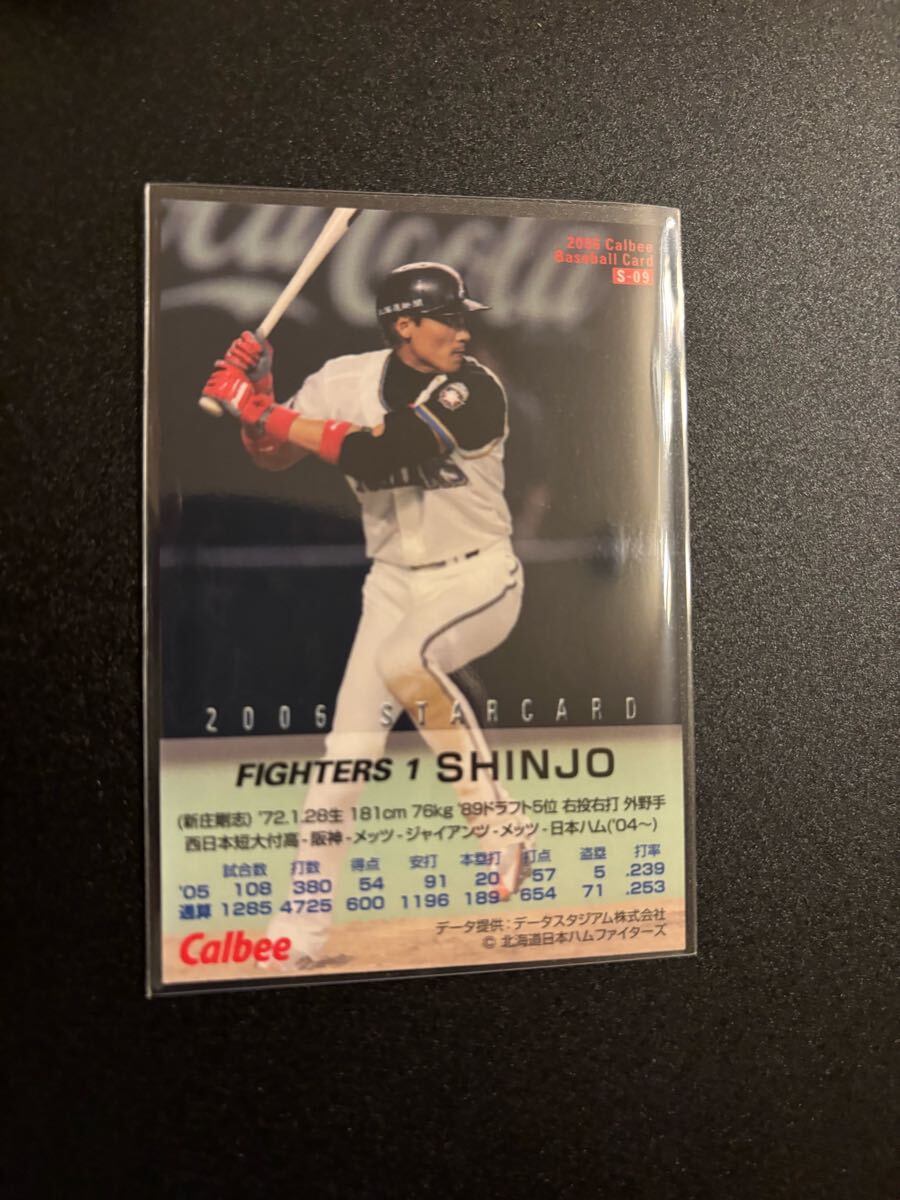 2006 Calbee
Baseball Card
S-09
2006 STARCARD
FIGHTERS 1 SHINJO
(新庄剛志) '72.1.28生 181cm 76kg '89ドラフト5位 右投右打 外野手
西日本短大付高-阪神-メッツ-ジャイアンツ-メッツ-日本ハム('04～)
試合数 打数 得点 安打 本塁打 打点 盗塁 打率
'05 108 380 54 91 20 57 5 .239
通算 1285 4725 600 1196 189 654 71 .253
データ提供:データスタジアム株式会社
Calbee © 北海道日本ハムファイターズ